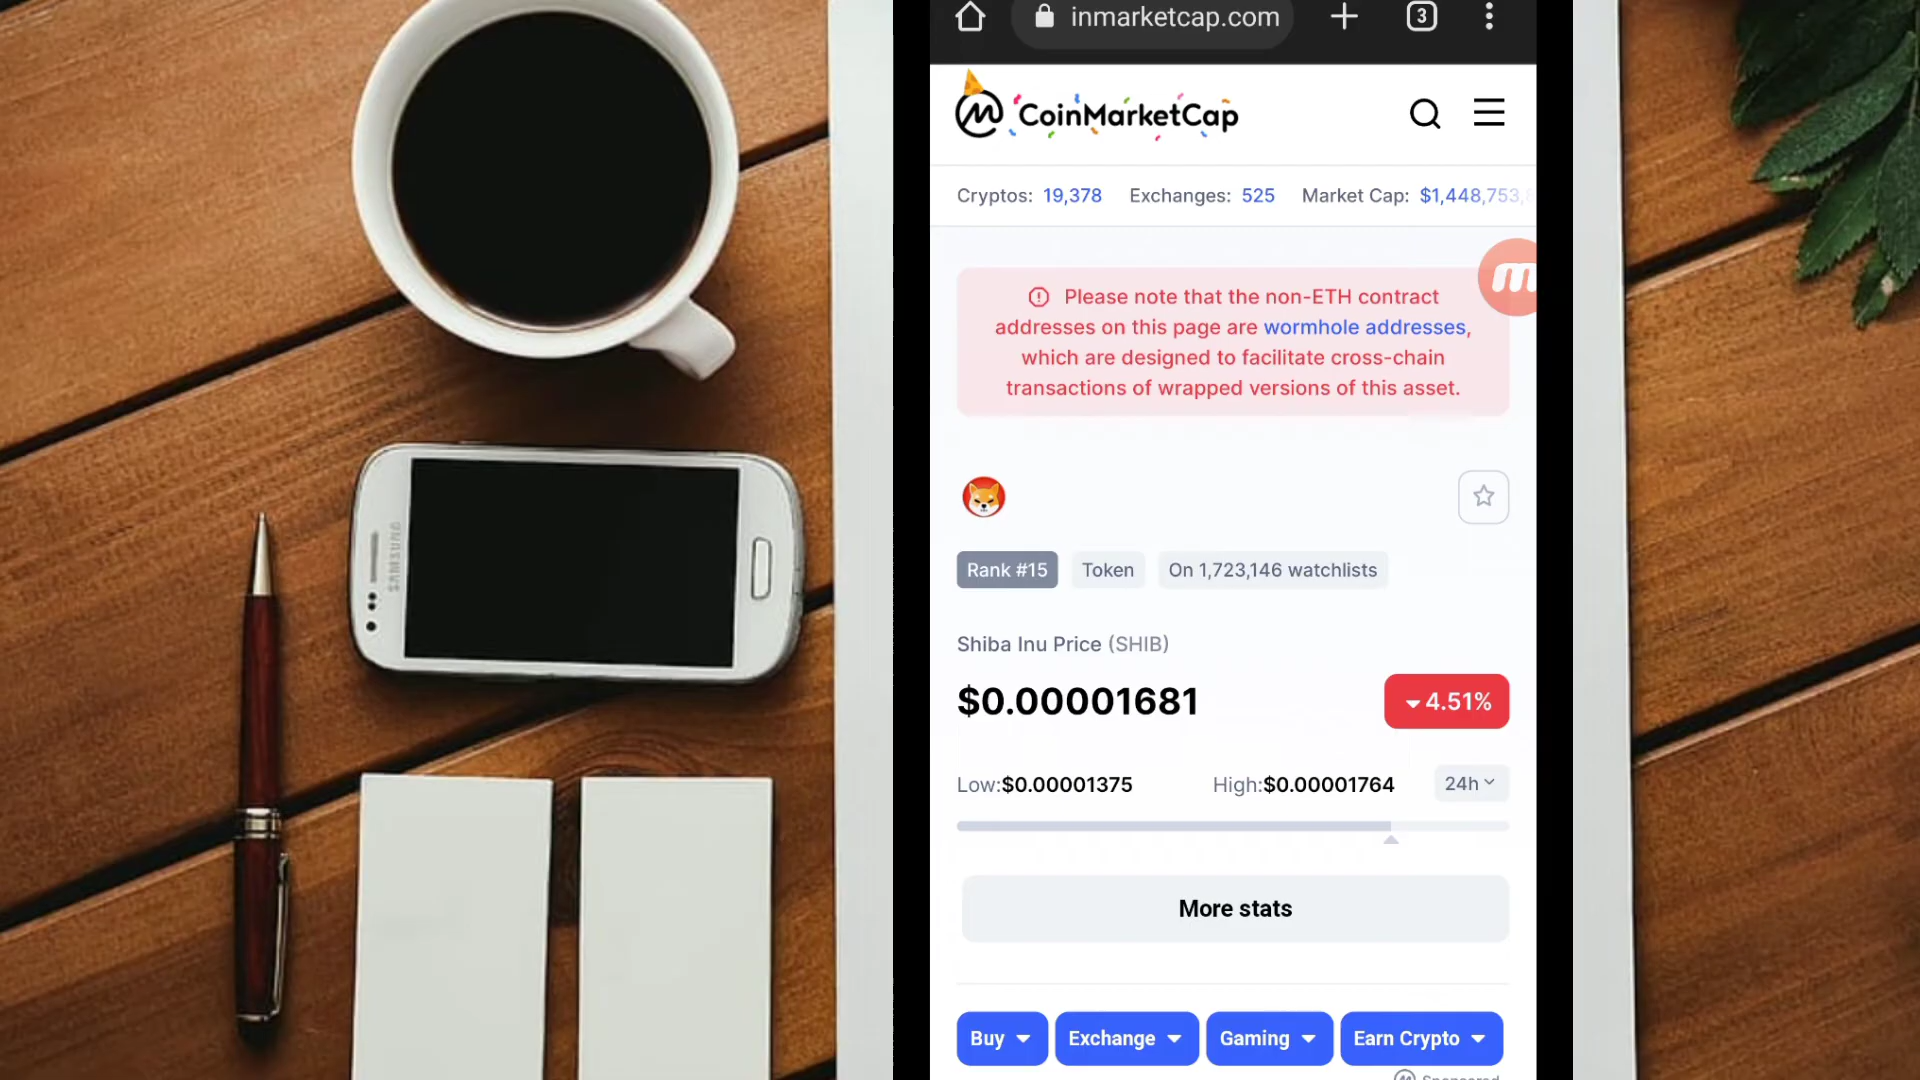 SAMSUNG
inmarketcap.com
3
CoinMarketCap
Cryptos: 19,378 Exchanges: 525 Market Cap: $1,448,753,8
Please note that the non-ETH contract
addresses on this page are wormhole addresses,
which are designed to facilitate cross-chain
transactions of wrapped versions of this asset.
Rank #15 Token On 1,723,146 watchlists
Shiba Inu Price (SHIB)
$0.00001681 4.51%
Low:$0.00001375 High:$0.00001764 24h
More stats
Buy Exchange Gaming Earn Crypto
Sponsored